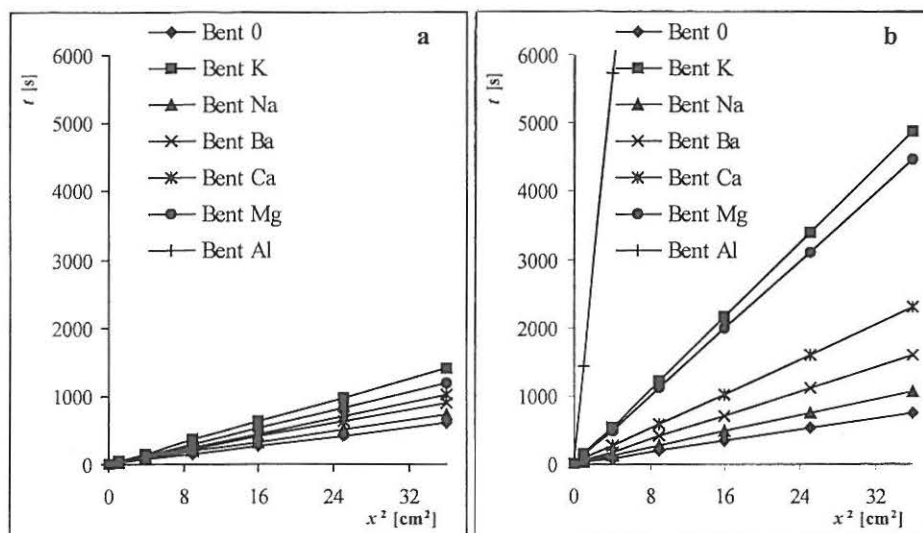 a
t [s]
6000
5000
4000
3000
2000
1000
0
Bent 0
Bent K
Bent Na
Bent Ba
Bent Ca
Bent Mg
Bent Al
0 8 16 24 32
x² [cm²]
b
t [s]
6000
5000
4000
3000
2000
1000
0
Bent 0
Bent K
Bent Na
Bent Ba
Bent Ca
Bent Mg
Bent Al
0 8 16 24 32
x² [cm²]